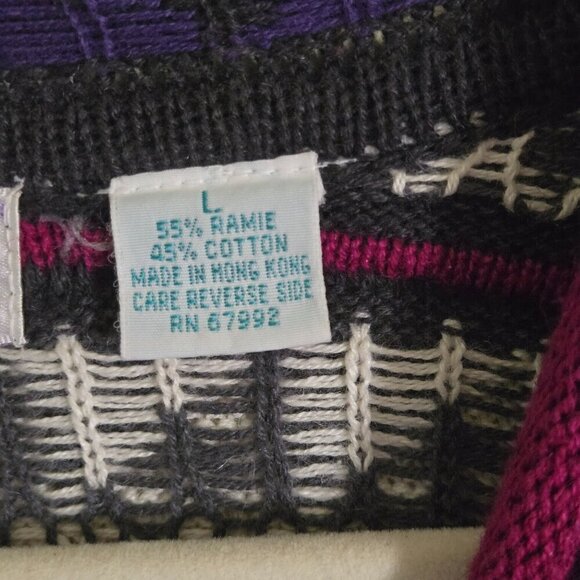 L
55% RAMIE
45% COTTON
MADE IN HONG KONG
CARE REVERSE SIDE
RN 67992